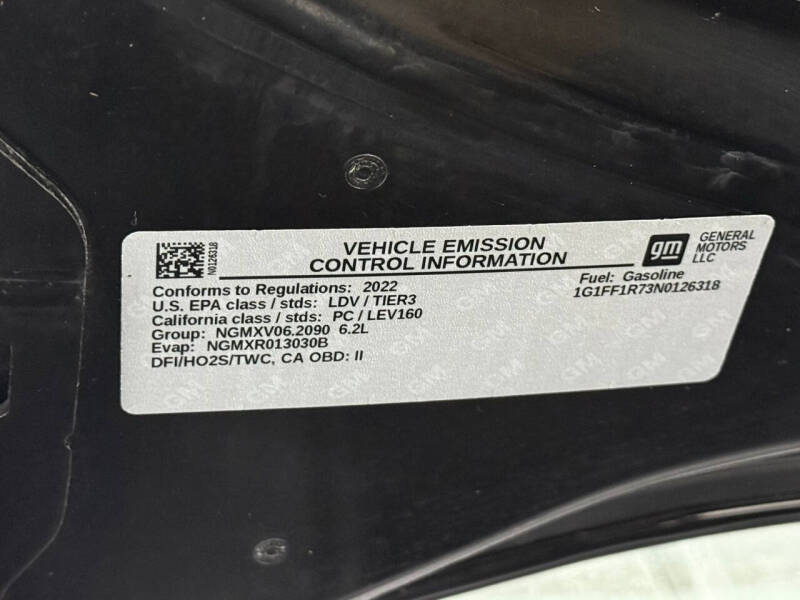 VEHICLE EMISSION
CONTROL INFORMATION
gm
GENERAL
MOTORS
LLC
N0126318
Conforms to Regulations: 2022
Fuel: Gasoline
U.S. EPA class / stds: LDV / TIER3
1G1FF1R73N0126318
California class / stds: PC / LEV160
Group: NGMXV06.2090 6.2L
Evap: NGMXR013030B
DFI/HO2S/TWC, CA OBD: II